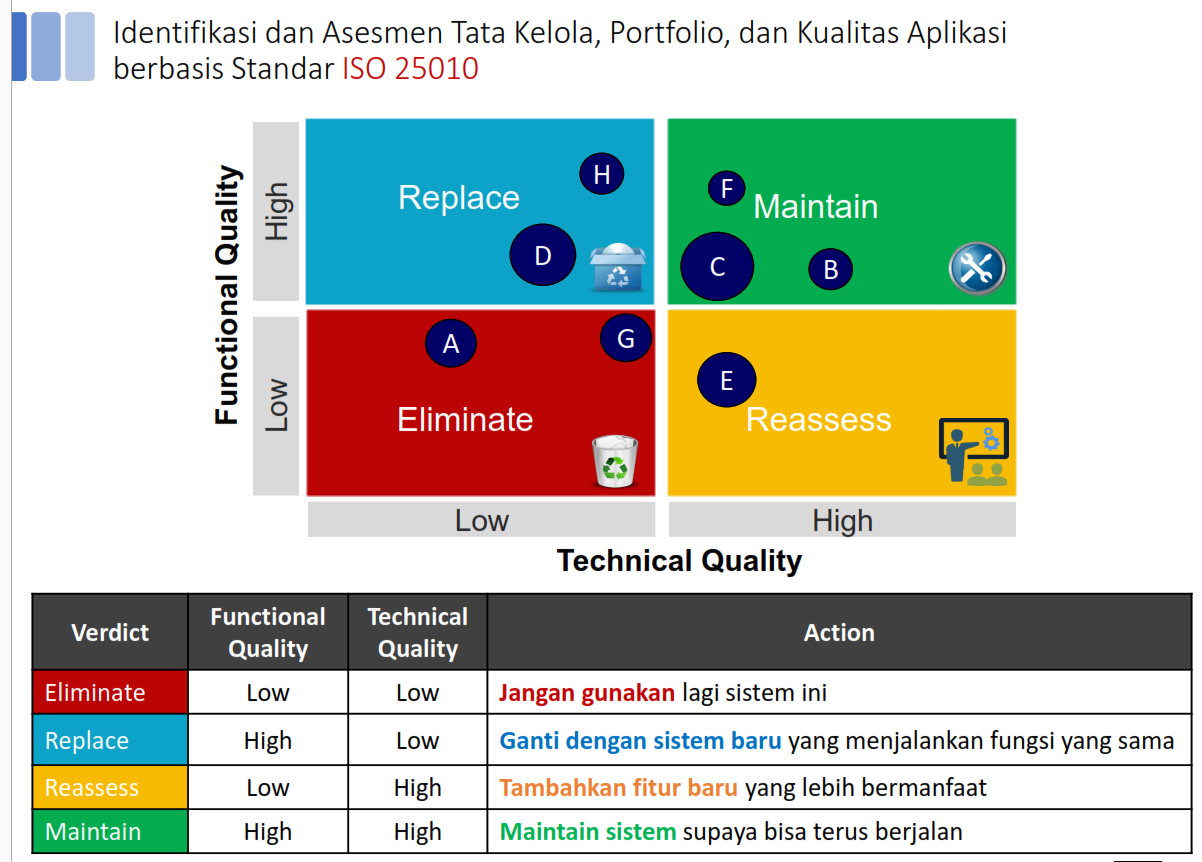 Identifikasi dan Asesmen Tata Kelola, Portfolio, dan Kualitas Aplikasi
berbasis Standar ISO 25010
Functional Quality
High
Low
Replace
H
D
Maintain
F
C
B
Eliminate
A
G
Reassess
E
Low
High
Technical Quality
Verdict
Functional
Quality
Technical
Quality
Action
Eliminate
Low
Low
Jangan gunakan lagi sistem ini
Replace
High
Low
Ganti dengan sistem baru yang menjalankan fungsi yang sama
Reassess
Low
High
Tambahkan fitur baru yang lebih bermanfaat
Maintain
High
High
Maintain sistem supaya bisa terus berjalan